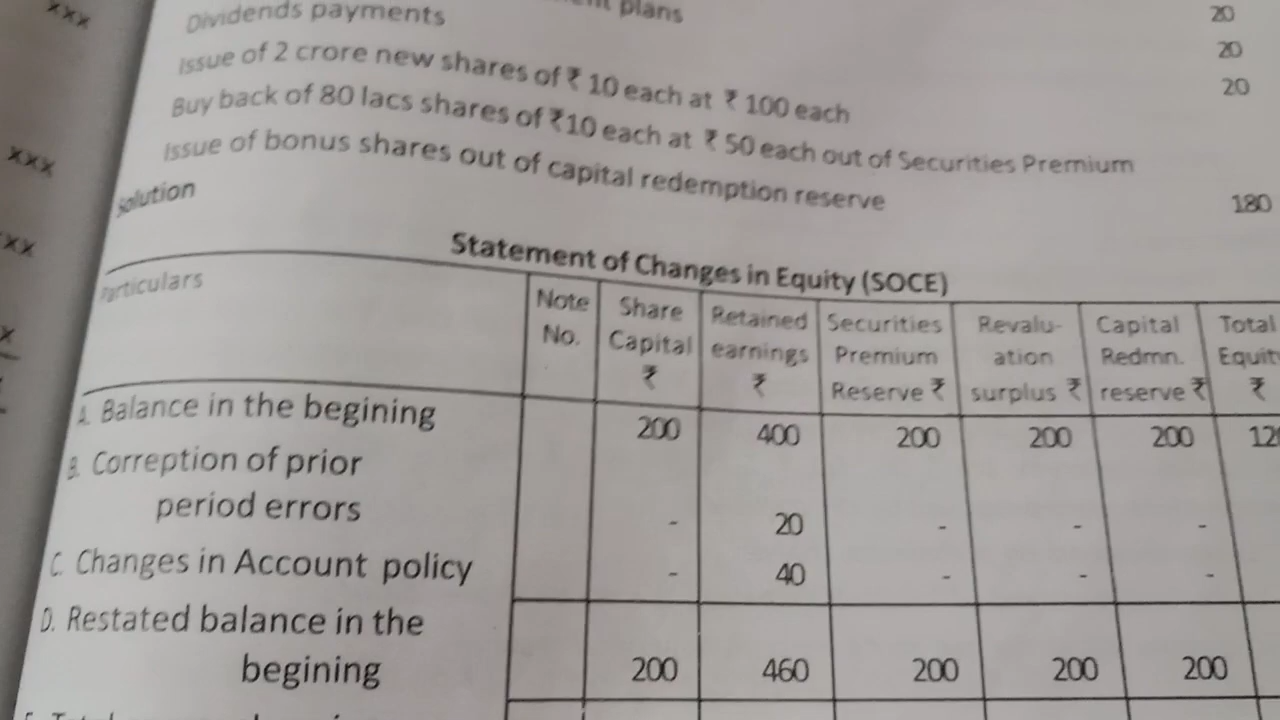 plans
20
Dividends payments 20
Issue of 2 crore new shares of ₹ 10 each at ₹ 100 each 20
Buy back of 80 lacs shares of ₹10 each at ₹ 50 each out of Securities Premium
Issue of bonus shares out of capital redemption reserve 180
Solution
Statement of Changes in Equity (SOCE)
Particulars Note Share Retained Securities Revalu- Capital Total
No. Capital earnings Premium ation Redmn. Equity
₹ ₹ Reserve ₹ surplus ₹ reserve ₹ ₹
A. Balance in the begining 200 400 200 200 200
B. Correption of prior
period errors - 20 - - -
C. Changes in Account policy - 40 - - -
D. Restated balance in the
begining 200 460 200 200 200
xxx
xxx
xx
x